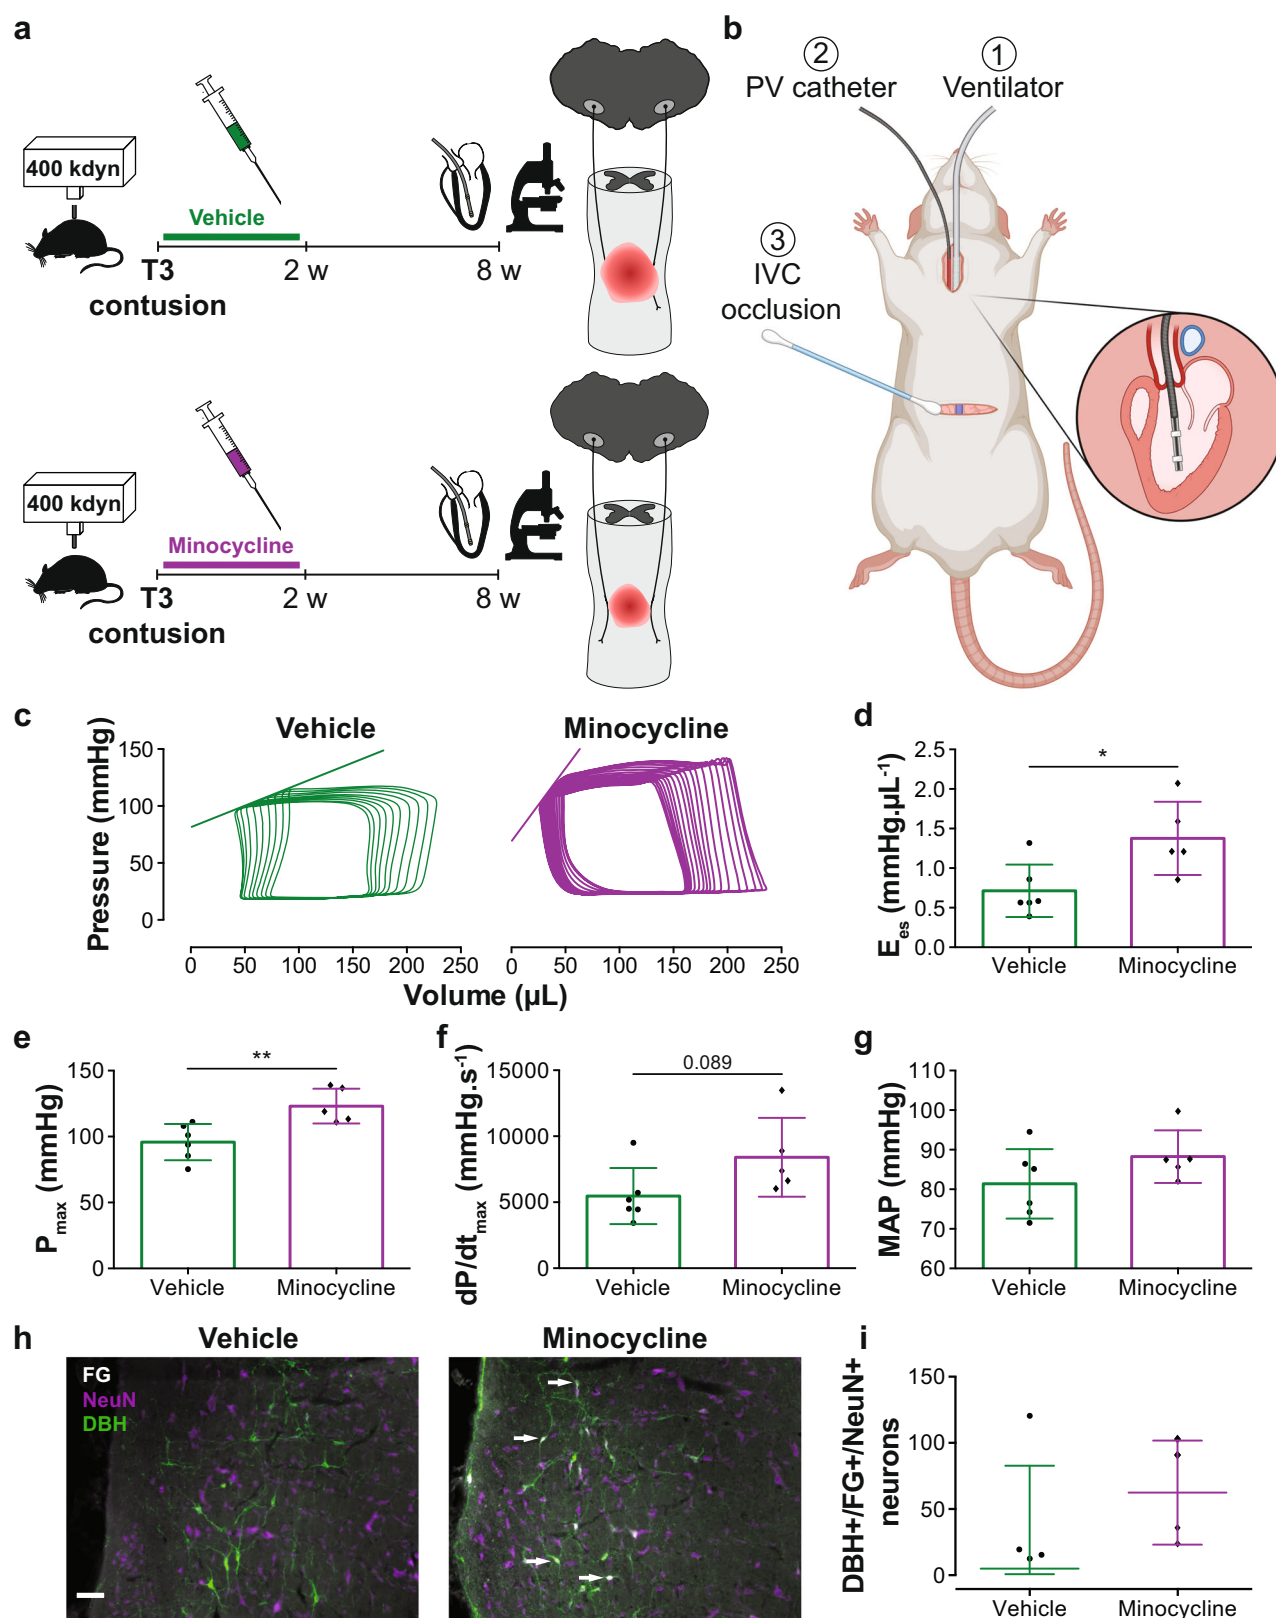 a
400 kdyn
Vehicle
T3
contusion
2 w
8 w
400 kdyn
Minocycline
T3
contusion
2 w
8 w
b
2
PV catheter
1
Ventilator
3
IVC
occlusion
c
Vehicle
Minocycline
Pressure (mmHg)
150
100
50
0
0 50 100 150 200 250
0 50 100 150 200 250
Volume (µL)
d
Ees (mmHg.µL-1)
2.5
2.0
1.5
1.0
0.5
0.0
*
Vehicle Minocycline
e
Pmax (mmHg)
150
100
50
0
**
Vehicle Minocycline
f
dP/dtmax (mmHg.s-1)
15000
10000
5000
0
0.089
Vehicle Minocycline
g
MAP (mmHg)
110
100
90
80
70
60
Vehicle Minocycline
h
Vehicle
Minocycline
FG
NeuN
DBH
i
DBH+/FG+/NeuN+
neurons
150
100
50
0
Vehicle Minocycline